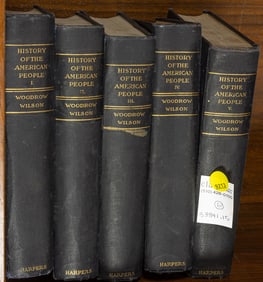 HISTORY
OF THE
AMERICAN
PEOPLE
I
WOODROW
WILSON
HARPERS
HISTORY
OF THE
AMERICAN
PEOPLE
II
WOODROW
WILSON
HARPERS
HISTORY
OF THE
AMERICAN
PEOPLE
III
WOODROW
WILSON
HARPERS
HISTORY
OF THE
AMERICAN
PEOPLE
IV
WOODROW
WILSON
HARPERS
HISTORY
OF THE
AMERICAN
PEOPLE
V
WOODROW
WILSON
HARPERS